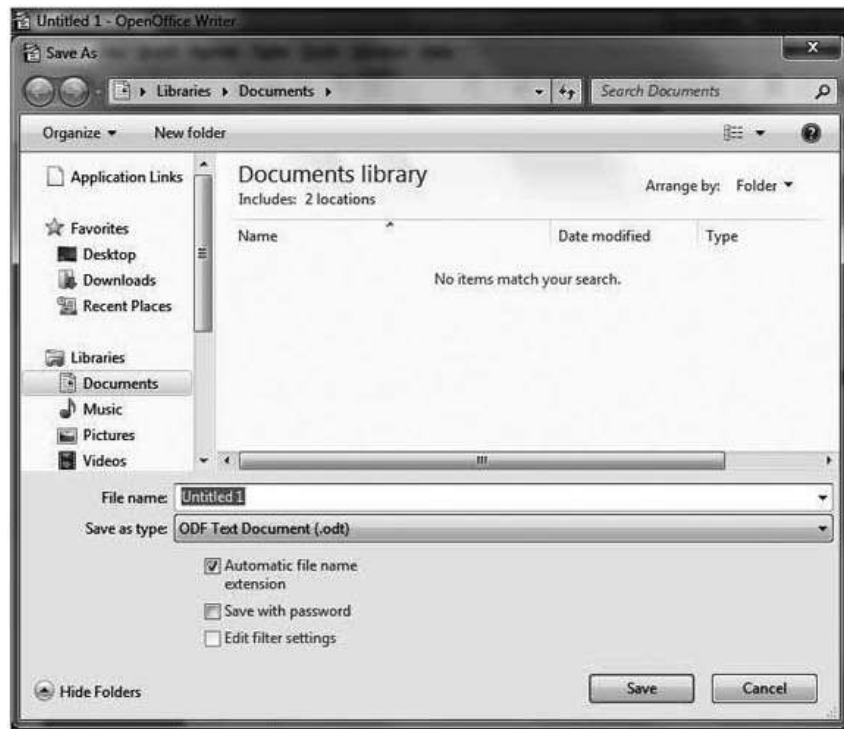 Untitled 1 - OpenOffice Writer
Save As
x
Libraries Documents
Search Documents
Organize New folder
Application Links
Documents library
Includes: 2 locations
Arrange by: Folder
Favorites
Name Date modified Type
Desktop
No items match your search.
Downloads
Recent Places
Libraries
Documents
Music
Pictures
Videos
File name: Untitled 1
Save as type: ODF Text Document (.odt)
Automatic file name
extension
Save with password
Edit filter settings
Hide Folders
Save Cancel